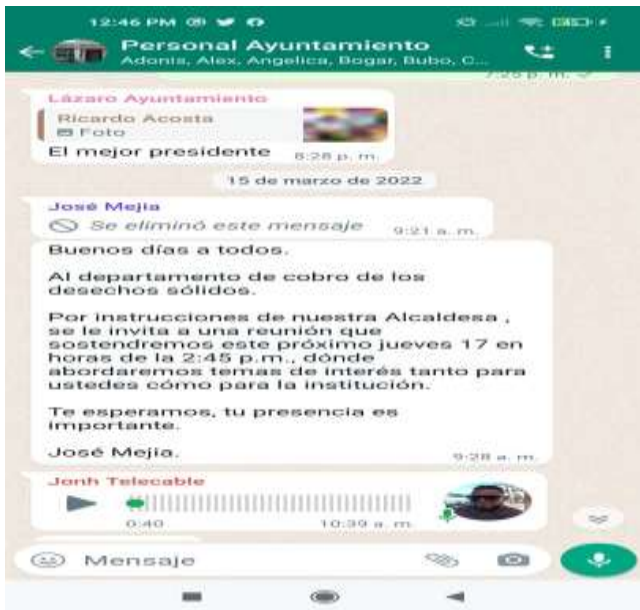 12:46 PM
Personal Ayuntamiento
Adonis, Alex, Angelica, Bogar, Bubo, C...
7:25 p. m.
Lázaro Ayuntamiento
Ricardo Acosta
Foto
El mejor presidente 8:28 p. m.
15 de marzo de 2022
José Mejia
Se eliminó este mensaje 9:21 a. m.
Buenos días a todos.
Al departamento de cobro de los
desechos sólidos.
Por instrucciones de nuestra Alcaldesa ,
se le invita a una reunión que
sostendremos este próximo jueves 17 en
horas de la 2:45 p.m., dónde
abordaremos temas de interés tanto para
ustedes cómo para la institución.
Te esperamos, tu presencia es
importante.
José Mejia. 9:28 a. m.
Jonh Telecable
0:40 10:39 a. m.
Mensaje